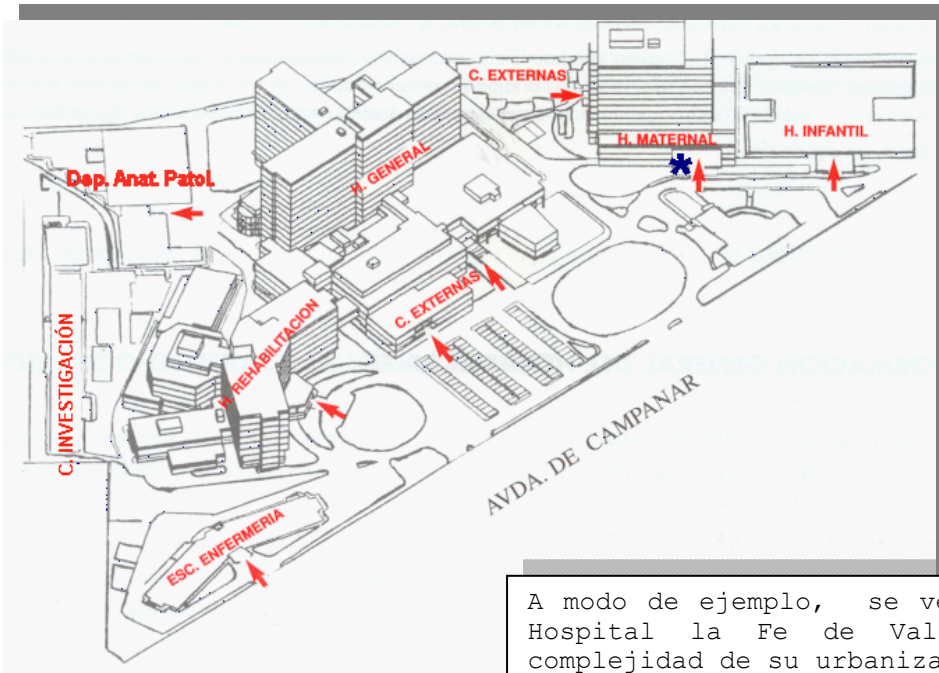 C. EXTERNAS
H. MATERNAL
H. INFANTIL
H. GENERAL
Dep. Anat. Patol.
*
C. EXTERNAS
H. REHABILITACION
C. INVESTIGACIÓN
ESC. ENFERMERIA
AVDA. DE CAMPANAR
A modo de ejemplo, se ve
Hospital la Fe de Val
complejidad de su urbaniza